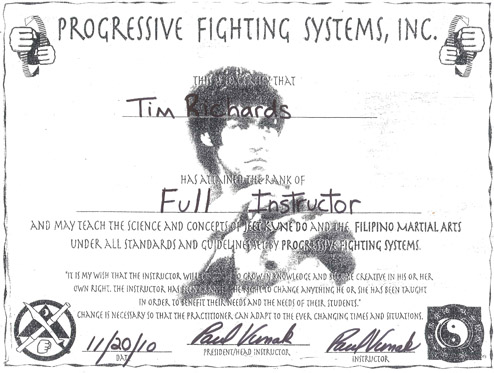 PROGRESSIVE FIGHTING SYSTEMS, INC.
THIS IS TO CERTIFY THAT
Tim Richards
HAS ATTAINED THE RANK OF
Full Instructor
AND MAY TEACH THE SCIENCE AND CONCEPTS OF JEET KUNE DO AND THE FILIPINO MARTIAL ARTS
UNDER ALL STANDARDS AND GUIDELINES SET BY PROGRESSIVE FIGHTING SYSTEMS.
"IT IS MY WISH THAT THE INSTRUCTOR WILL TO GROW IN KNOWLEDGE AND BECOME CREATIVE IN HIS OR HER
OWN RIGHT. THE INSTRUCTOR HAS BEEN THE RIGHT TO CHANGE ANYTHING HE OR SHE HAS BEEN TAUGHT
IN ORDER TO BENEFIT THEIR NEEDS AND THE NEEDS OF THEIR STUDENTS."
CHANGE IS NECESSARY SO THAT THE PRACTITIONER CAN ADAPT TO THE EVER CHANGING TIMES AND SITUATIONS.
11/20/10 Paul Vunak Paul Vunak
DATE PRESIDENT/HEAD INSTRUCTOR INSTRUCTOR